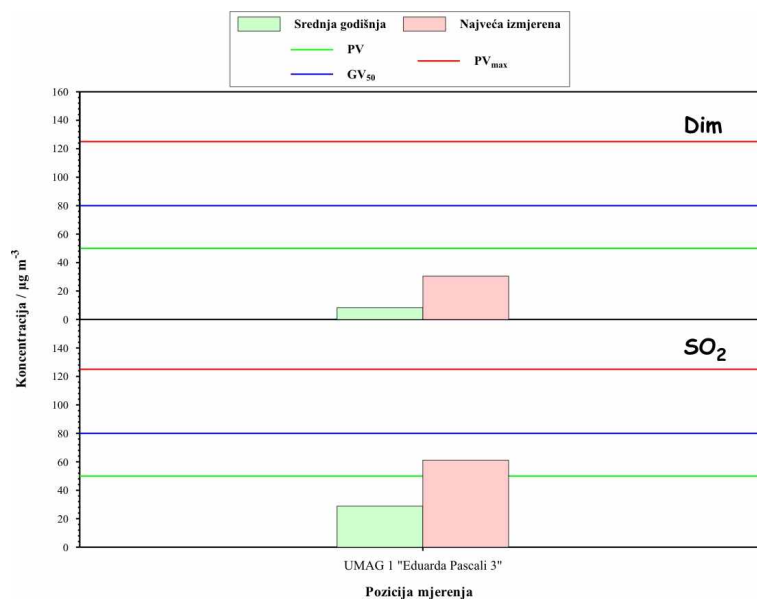 Srednja godišnja
Najveća izmjerena
PV
PVmax
GV50
Koncentracija / µg m-3
160
140
120
100
80
60
40
20
0
Dim
140
120
100
80
60
40
20
0
SO2
UMAG 1 "Eduarda Pascali 3"
Pozicija mjerenja